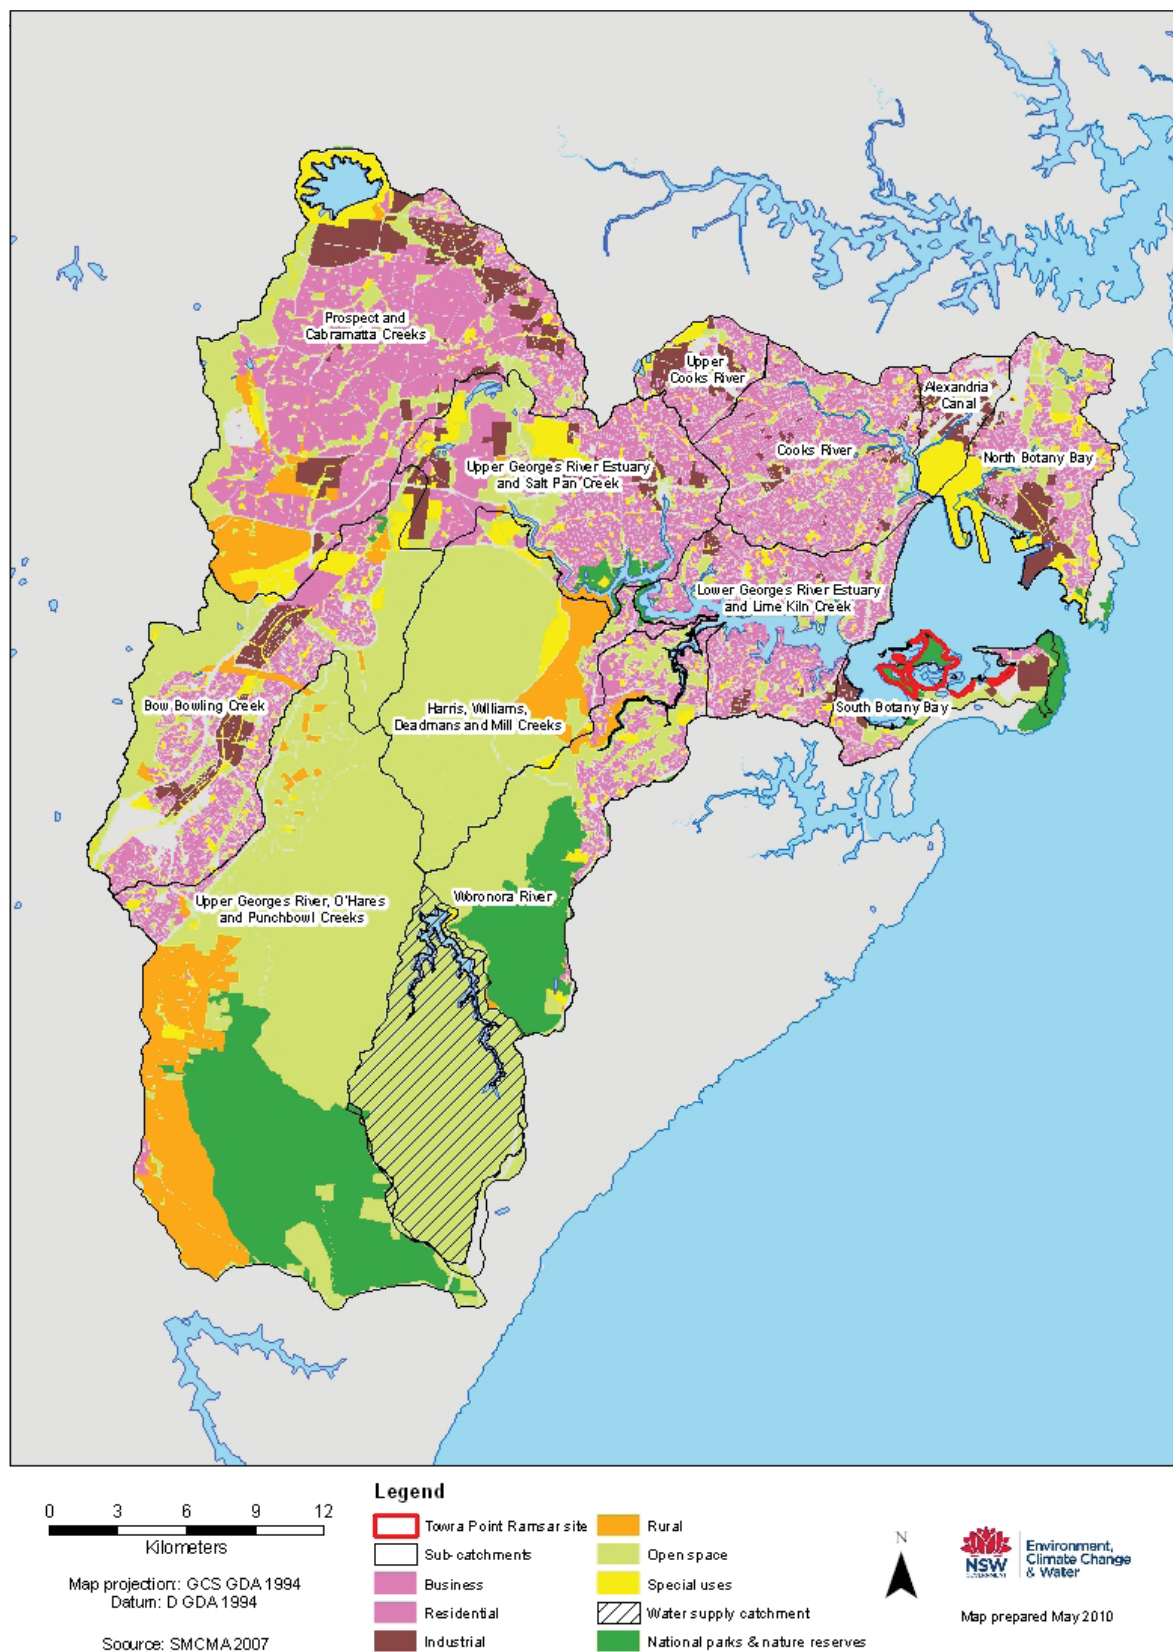 Prospect and
Cabramatta Creeks
Upper
Cooks River
Alexandria
Canal
Cooks River
North Botany Bay
Upper Georges River Estuary
and Salt Pan Creek
Lower Georges River Estuary
and Lime Kiln Creek
Bow Bowling Creek
Harris, Williams,
Deadmans and Mill Creeks
South Botany Bay
Upper Georges River, O'Hares
and Punchbowl Creeks
Woronora River
0 3 6 9 12
Kilometers
Map projection: GCS GDA 1994
Datum: D GDA 1994
Soource: SMCMA 2007
Legend
Towra Point Ramsar site
Sub-catchments
Business
Residential
Industrial
Rural
Open space
Special uses
Water supply catchment
National parks & nature reserves
N
NSW
GOVERNMENT
Environment,
Climate Change
& Water
Map prepared May 2010